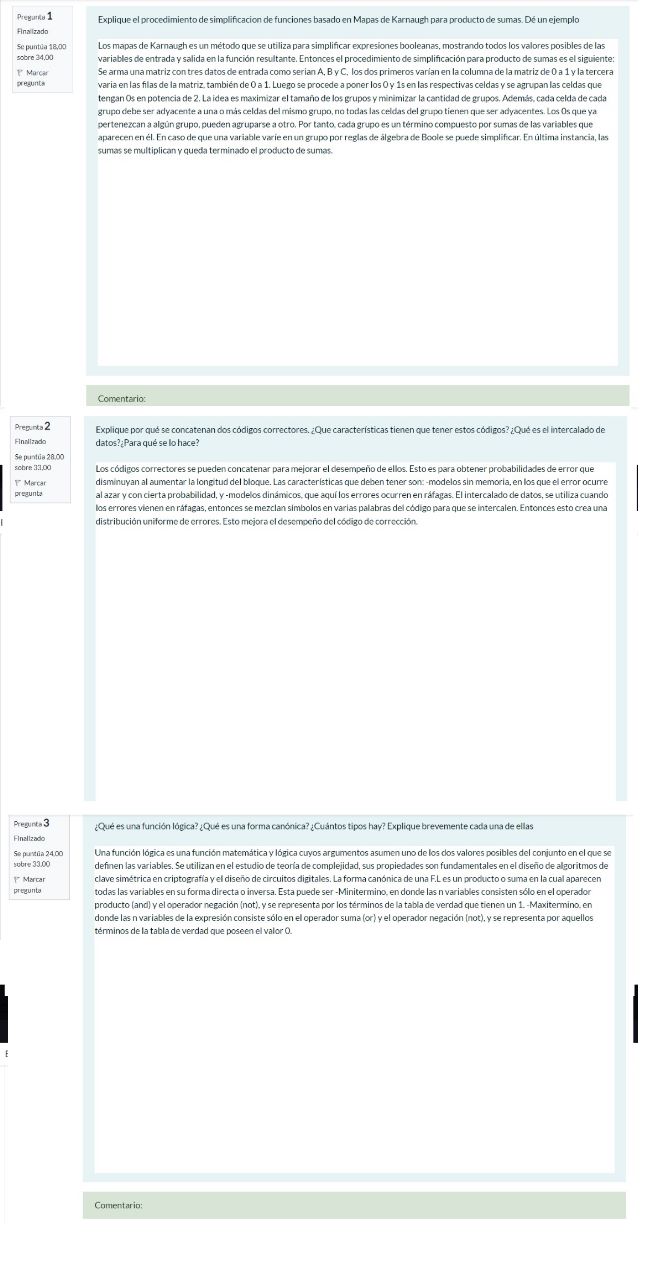 Pregunta 1
Finalizado
Se puntúa 18,00
sobre 34,00
Marcar
pregunta
Explique el procedimiento de simplificacion de funciones basado en Mapas de Karnaugh para producto de sumas. Dé un ejemplo
Los mapas de Karnaugh es un método que se utiliza para simplificar expresiones booleanas, mostrando todos los valores posibles de las
variables de entrada y salida en la función resultante. Entonces el procedimiento de simplificación para producto de sumas es el siguiente:
Se arma una matriz con tres datos de entrada como serian A, B y C, los dos primeros varían en la columna de la matriz de 0 a 1 y la tercera
varia en las filas de la matriz, también de 0 a 1. Luego se procede a poner los 0 y 1s en las respectivas celdas y se agrupan las celdas que
tengan 0s en potencia de 2. La idea es maximizar el tamaño de los grupos y minimizar la cantidad de grupos. Además, cada celda de cada
grupo debe ser adyacente a una o más celdas del mismo grupo, no todas las celdas del grupo tienen que ser adyacentes. Los 0s que ya
pertenezcan a algún grupo, pueden agruparse a otro. Por tanto, cada grupo es un término compuesto por sumas de las variables que
aparecen en él. En caso de que una variable varíe en un grupo por reglas de álgebra de Boole se puede simplificar. En última instancia, las
sumas se multiplican y queda terminado el producto de sumas.
Comentario:
Pregunta 2
Finalizado
Se puntúa 28,00
sobre 33,00
Marcar
pregunta
Explique por qué se concatenan dos códigos correctores. ¿Que características tienen que tener estos códigos? ¿Qué es el intercalado de
datos?¿Para qué se lo hace?
Los códigos correctores se pueden concatenar para mejorar el desempeño de ellos. Esto es para obtener probabilidades de error que
disminuyan al aumentar la longitud del bloque. Las características que deben tener son: -modelos sin memoria, en los que el error ocurre
al azar y con cierta probabilidad, y -modelos dinámicos, que aquí los errores ocurren en ráfagas. El intercalado de datos, se utiliza cuando
los errores vienen en ráfagas, entonces se mezclan símbolos en varias palabras del código para que se intercalen. Entonces esto crea una
distribución uniforme de errores. Esto mejora el desempeño del código de corrección.
Pregunta 3
Finalizado
Se puntúa 24,00
sobre 33,00
Marcar
pregunta
¿Qué es una función lógica? ¿Qué es una forma canónica? ¿Cuántos tipos hay? Explique brevemente cada una de ellas
Una función lógica es una función matemática y lógica cuyos argumentos asumen uno de los dos valores posibles del conjunto en el que se
definen las variables. Se utilizan en el estudio de teoría de complejidad, sus propiedades son fundamentales en el diseño de algoritmos de
clave simétrica en criptografía y el diseño de circuitos digitales. La forma canónica de una F.L es un producto o suma en la cual aparecen
todas las variables en su forma directa o inversa. Esta puede ser -Minitermino, en donde las n variables consisten sólo en el operador
producto (and) y el operador negación (not), y se representa por los términos de la tabla de verdad que tienen un 1. -Maxitermino, en
donde las n variables de la expresión consiste sólo en el operador suma (or) y el operador negación (not), y se representa por aquellos
términos de la tabla de verdad que poseen el valor 0.
Comentario: